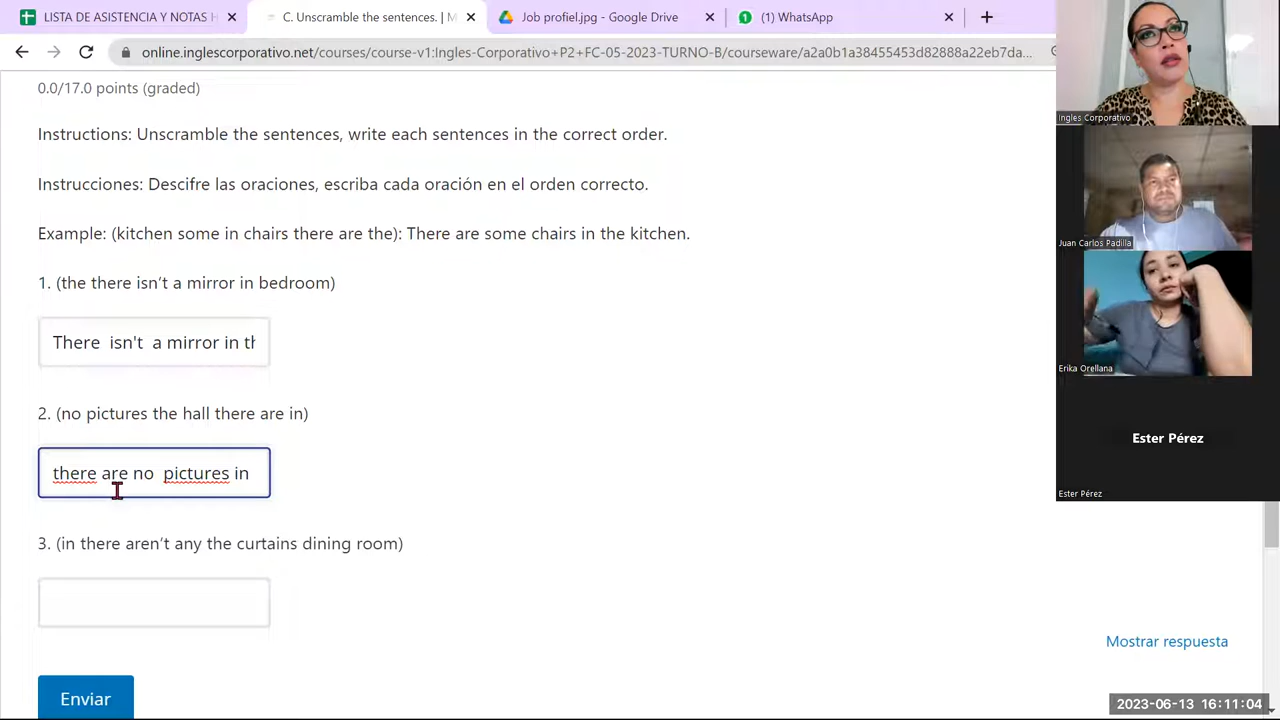 LISTA DE ASISTENCIA Y NOTAS
C. Unscramble the sentences. | M
Job profiel.jpg - Google Drive
(1) WhatsApp
online.inglescorporativo.net/courses/course-v1:Ingles-Corporativo+P2+FC-05-2023-TURNO-B/courseware/a2a0b1a38455453d82888a22eb7da...
0.0/17.0 points (graded)
Instructions: Unscramble the sentences, write each sentences in the correct order.
Instrucciones: Descifre las oraciones, escriba cada oración en el orden correcto.
Example: (kitchen some in chairs there are the): There are some chairs in the kitchen.
1. (the there isn’t a mirror in bedroom)
There isn't a mirror in th
2. (no pictures the hall there are in)
there are no pictures in
3. (in there aren’t any the curtains dining room)
Mostrar respuesta
Enviar
Ingles Corporativo
Juan Carlos Padilla
Erika Orellana
Ester Pérez
Ester Pérez
2023-06-13 16:11:04